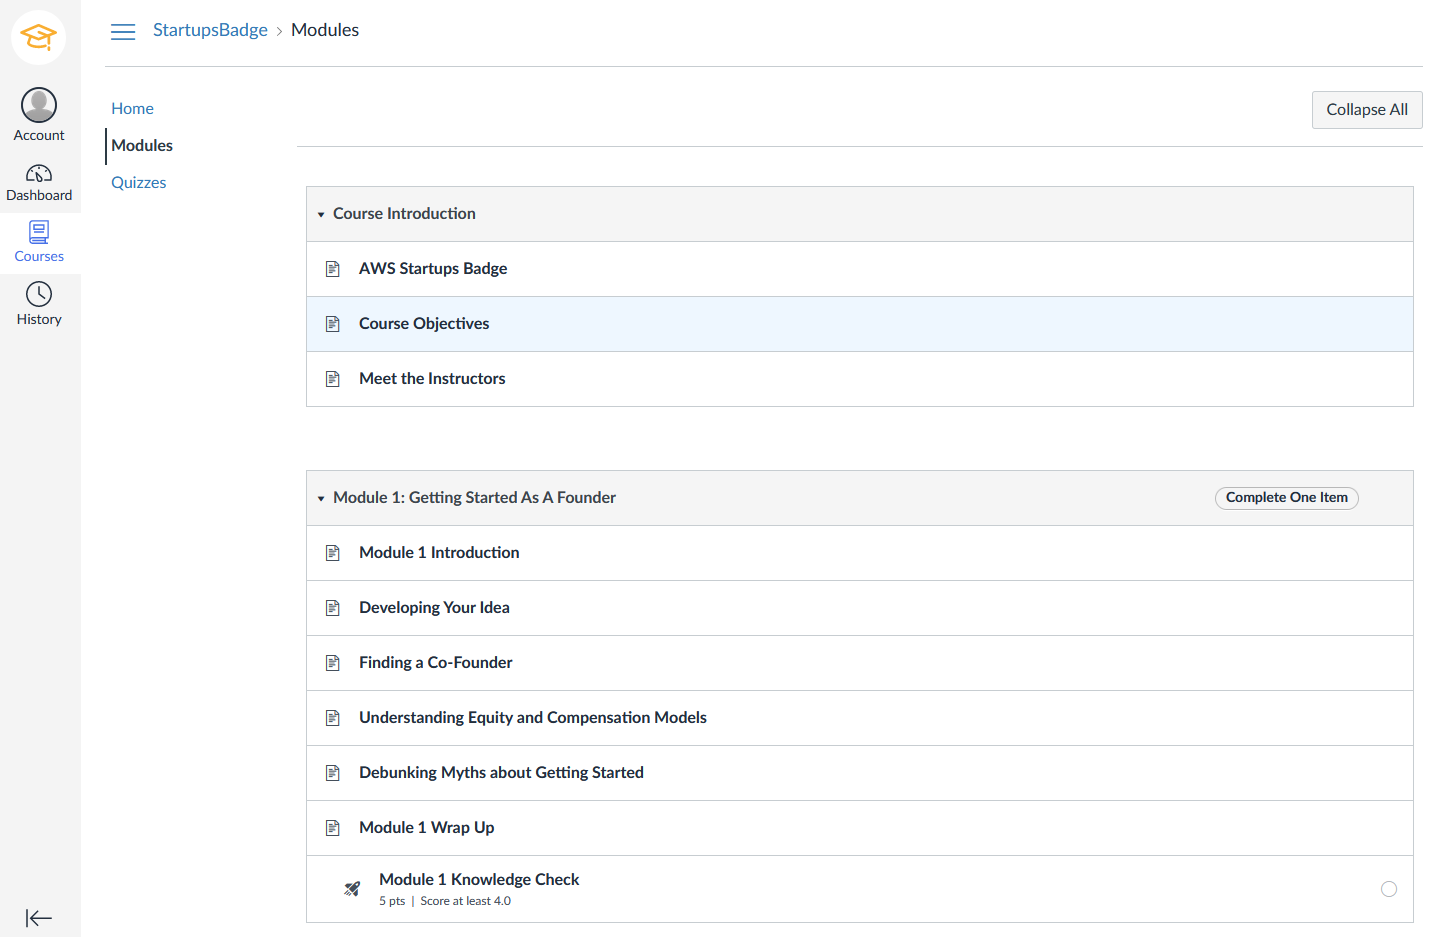 StartupsBadge > Modules
Account
Dashboard
Courses
History
Home
Modules
Quizzes
Collapse All
Course Introduction
AWS Startups Badge
Course Objectives
Meet the Instructors
Module 1: Getting Started As A Founder
Complete One Item
Module 1 Introduction
Developing Your Idea
Finding a Co-Founder
Understanding Equity and Compensation Models
Debunking Myths about Getting Started
Module 1 Wrap Up
Module 1 Knowledge Check
5 pts | Score at least 4.0